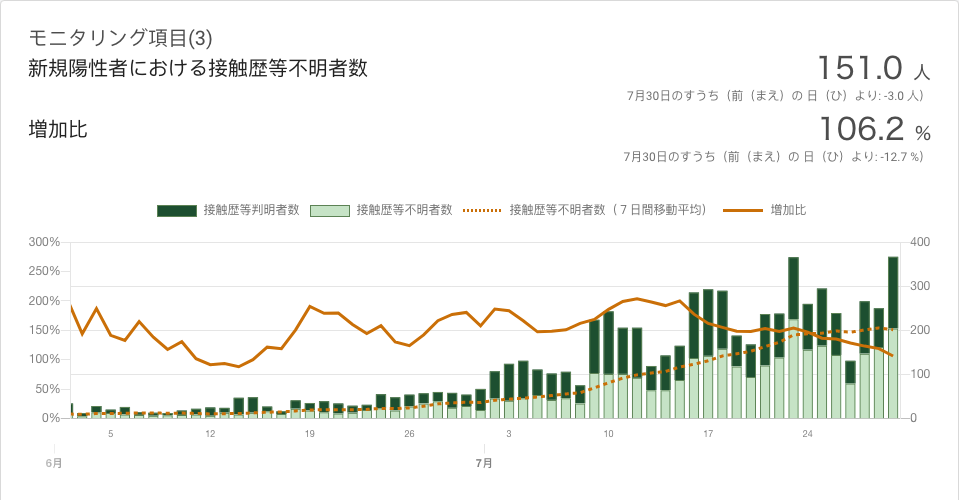 モニタリング項目(3)
新規陽性者における接触歴等不明者数
151.0 人
7月30日のすうち（前（まえ）の 日（ひ）より: -3.0 人）
増加比
106.2 %
7月30日のすうち（前（まえ）の 日（ひ）より: -12.7 %）
接触歴等判明者数 接触歴等不明者数 接触歴等不明者数（７日間移動平均） 増加比
300% 400
250% 300
200%
150% 200
100% 100
50%
0% 0
5 12 19 26 3 10 17 24
6月 7月